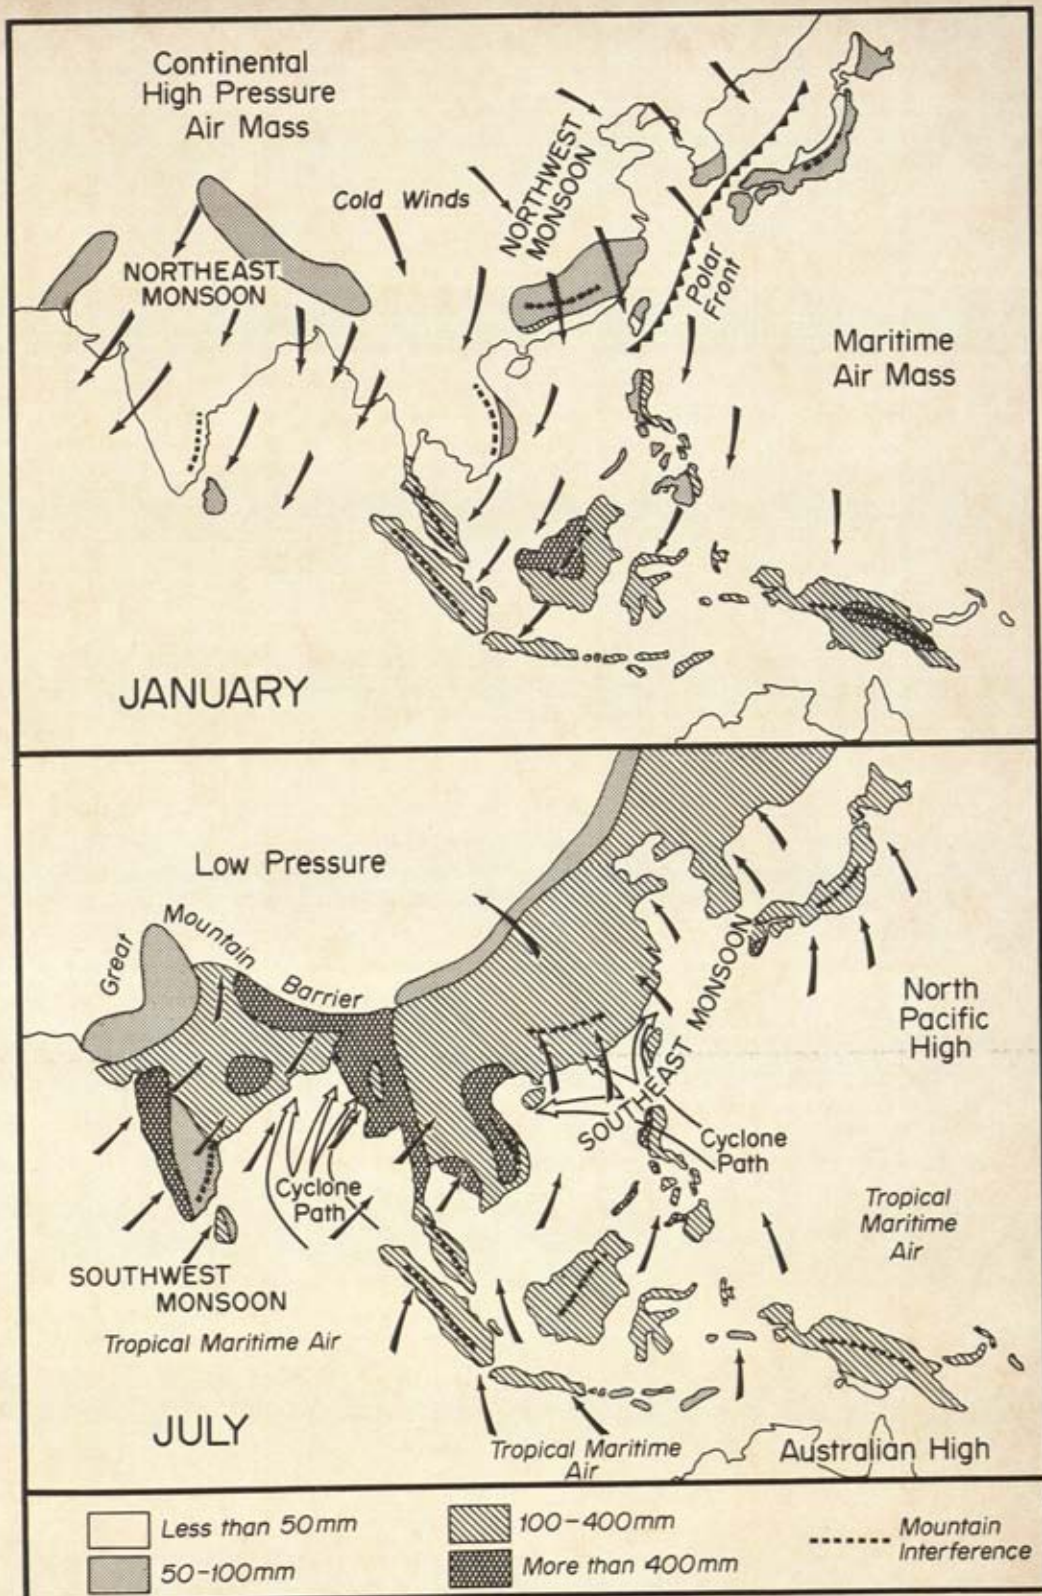 Continental
High Pressure
Air Mass
Cold Winds
NORTHWEST
MONSOON
NORTHEAST
MONSOON
Polar
Front
Maritime
Air Mass
JANUARY
Low Pressure
Great
Mountain
Barrier
SOUTHEAST MONSOON
North
Pacific
High
Cyclone
Path
Cyclone
Path
Tropical
Maritime
Air
SOUTHWEST
MONSOON
Tropical Maritime Air
JULY
Tropical Maritime
Air
Australian High
Less than 50mm
50-100mm
100-400mm
More than 400mm
Mountain
Interference